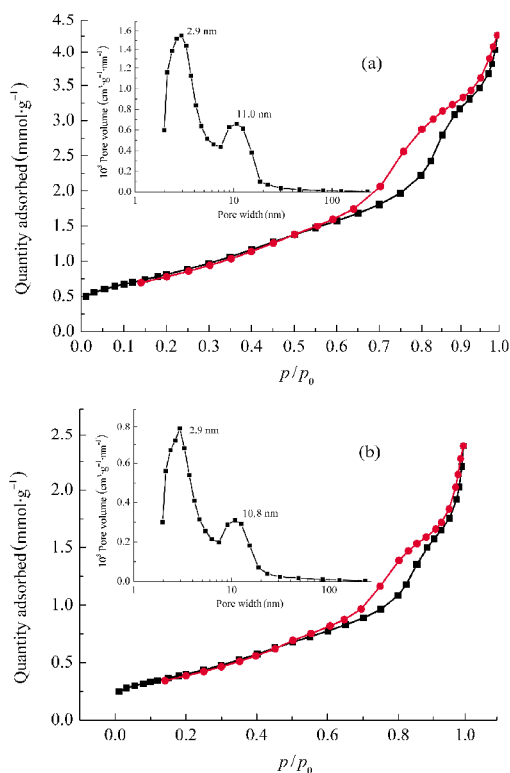 (a)
2.9 nm
11.0 nm
10³ Pore volume (cm³·g⁻¹·nm⁻¹)
1.6
1.4
1.2
1.0
0.8
0.6
0.4
0.2
0
1 10 100
Pore width (nm)
Quantity adsorbed (mmol·g⁻¹)
4.5
4.0
3.5
3.0
2.5
2.0
1.5
1.0
0.5
0.0
0 0.1 0.2 0.3 0.4 0.5 0.6 0.7 0.8 0.9 1.0
p/p₀
(b)
2.9 nm
10.8 nm
10³ Pore volume (cm³·g⁻¹·nm⁻¹)
0.8
0.6
0.4
0.2
0
1 10 100
Pore width (nm)
Quantity adsorbed (mmol·g⁻¹)
2.5
2.0
1.5
1.0
0.5
0.0
0.0 0.2 0.4 0.6 0.8 1.0
p/p₀